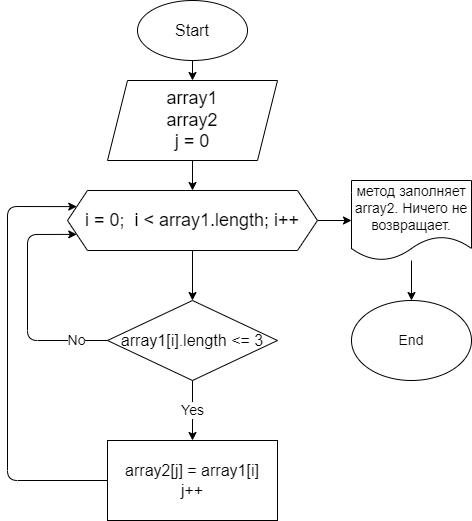 Start
array1
array2
j = 0
i = 0;  i < array1.length; i++
метод заполняет
array2. Ничего не
возвращает.
array1[i].length <= 3
No
End
Yes
array2[j] = array1[i]
j++